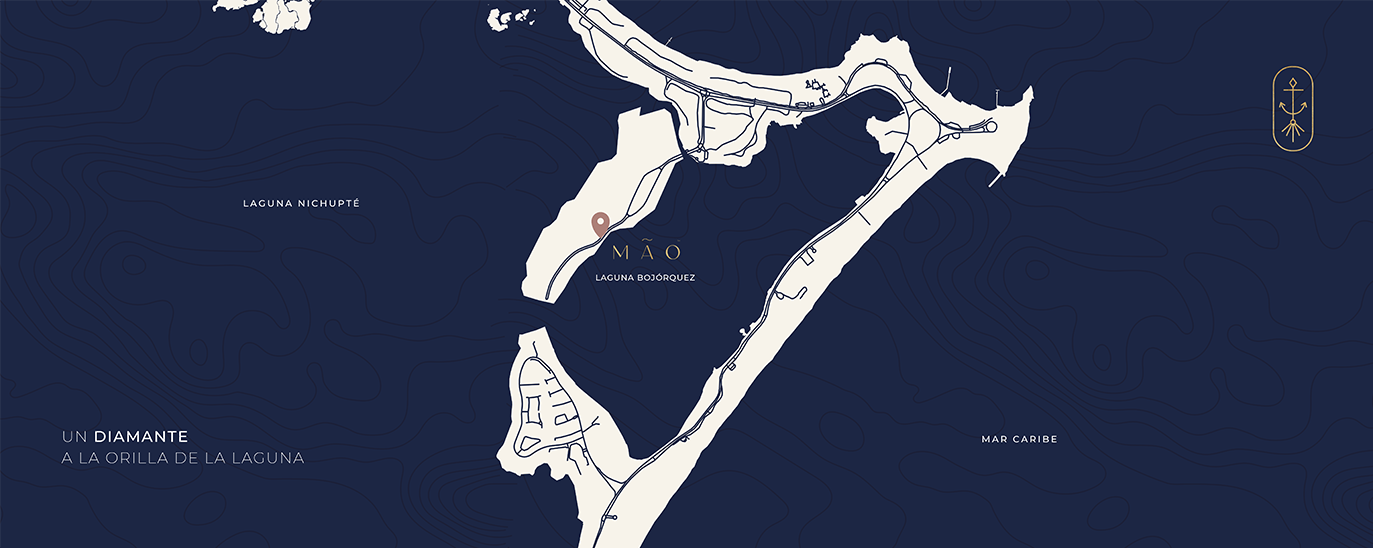 LAGUNA NICHUPTÉ
MÃO
LAGUNA BOJÓRQUEZ
UN DIAMANTE
A LA ORILLA DE LA LAGUNA
MAR CARIBE